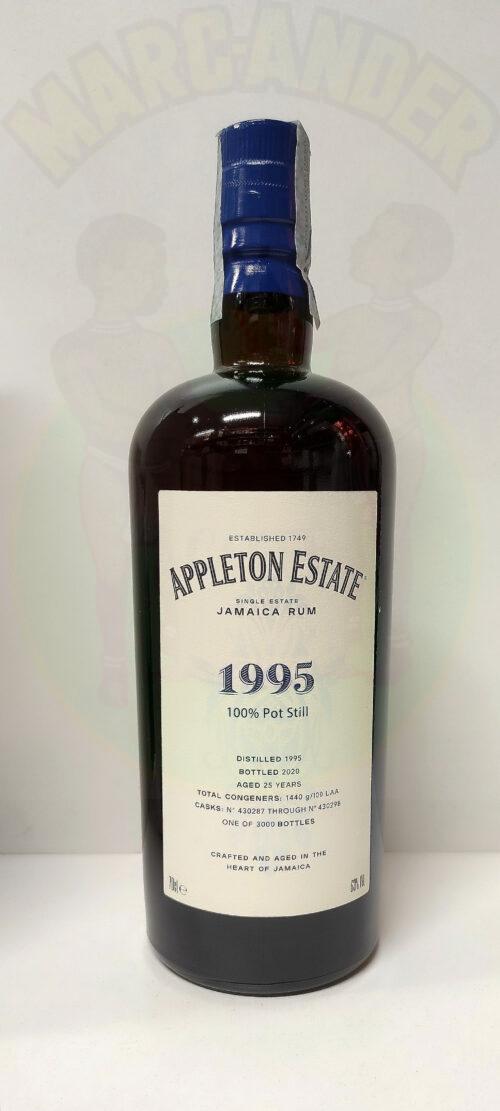 MARC-ANDER
ESTABLISHED 1749
APPLETON ESTATE®
SINGLE ESTATE
JAMAICA RUM
1995
100% Pot Still
DISTILLED 1995
BOTTLED 2020
AGED 25 YEARS
TOTAL CONGENERS: 1440 g/100 LAA
CASKS: N° 430287 THROUGH N° 430298
ONE OF 3000 BOTTLES
CRAFTED AND AGED IN THE
HEART OF JAMAICA
70cl e
63% Vol.